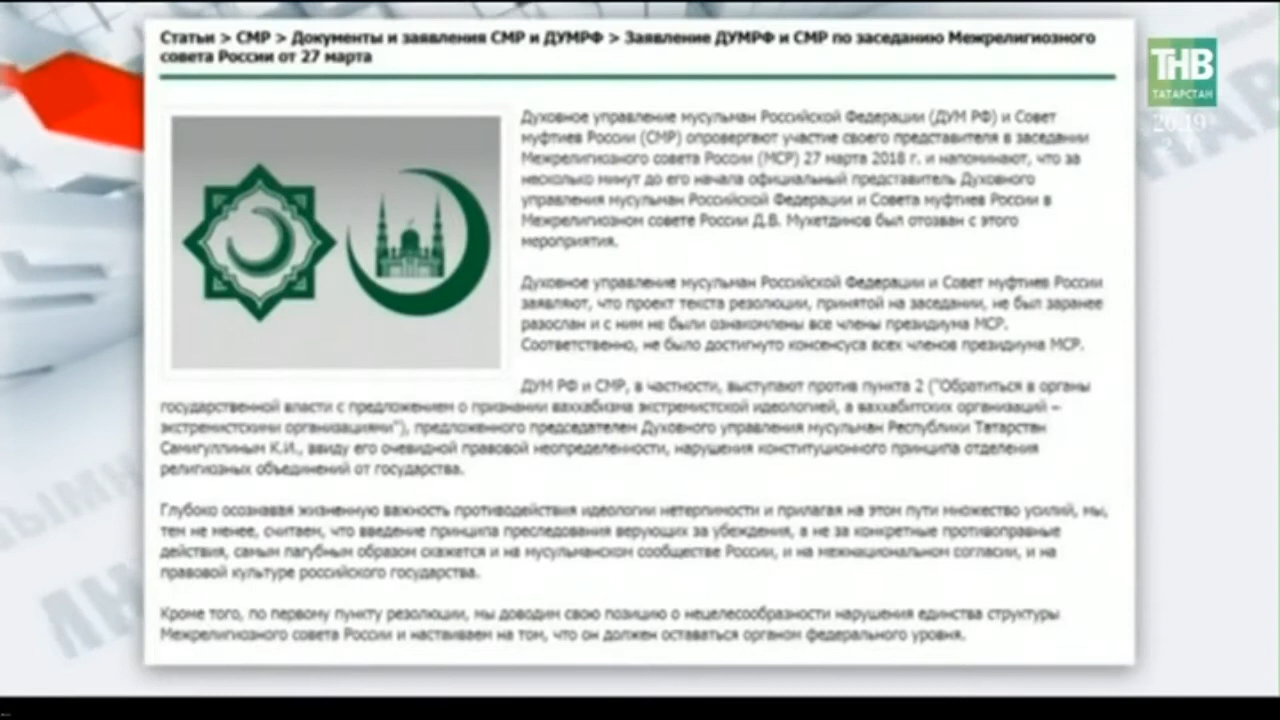 Статьи > СМР > Документы и заявления СМР и ДУМРФ > Заявление ДУМРФ и СМР по заседанию Межрелигиозного
совета России от 27 марта
ТНВ
ТАТАРСТАН
20:19
Духовное управление мусульман Российской Федерации (ДУМ РФ) и Совет
муфтиев России (СМР) опровергают участие своего представителя в заседании
Межрелигиозного совета России (МСР) 27 марта 2018 г. и напоминают, что за
несколько минут до его начала официальный представитель Духовного
управления мусульман Российской Федерации и Совета муфтиев России в
Межрелигиозном совете России Д.В. Мухетдинов был отозван с этого
мероприятия.
Духовное управление мусульман Российской Федерации и Совет муфтиев России
заявляют, что проект текста резолюции, принятой на заседании, не был заранее
разослан и с ним не были ознакомлены все члены президиума МСР.
Соответственно, не было достигнуто консенсуса всех членов президиума МСР.
ДУМ РФ и СМР, в частности, выступают против пункта 2 ("Обратиться в органы
государственной власти с предложением о признании ваххабизма экстремистской идеологией, а ваххабитских организаций –
экстремистскими организациями"), предложенного председателем Духовного управления мусульман Республики Татарстан
Самигуллиным К.И., ввиду его очевидной правовой неопределенности, нарушения конституционного принципа отделения
религиозных объединений от государства.
Глубоко осознавая жизненную важность противодействия идеологии нетерпимости и прилагая на этом пути множество усилий, мы,
тем не менее, считаем, что введение принципа преследования верующих за убеждения, а не за конкретные противоправные
действия, самым пагубным образом скажется и на мусульманском сообществе России, и на межнациональном согласии, и на
правовой культуре российского государства.
Кроме того, по первому пункту резолюции, мы доводим свою позицию о нецелесообразности нарушения единства структуры
Межрелигиозного совета России и настаиваем на том, что он должен оставаться органом федерального уровня.